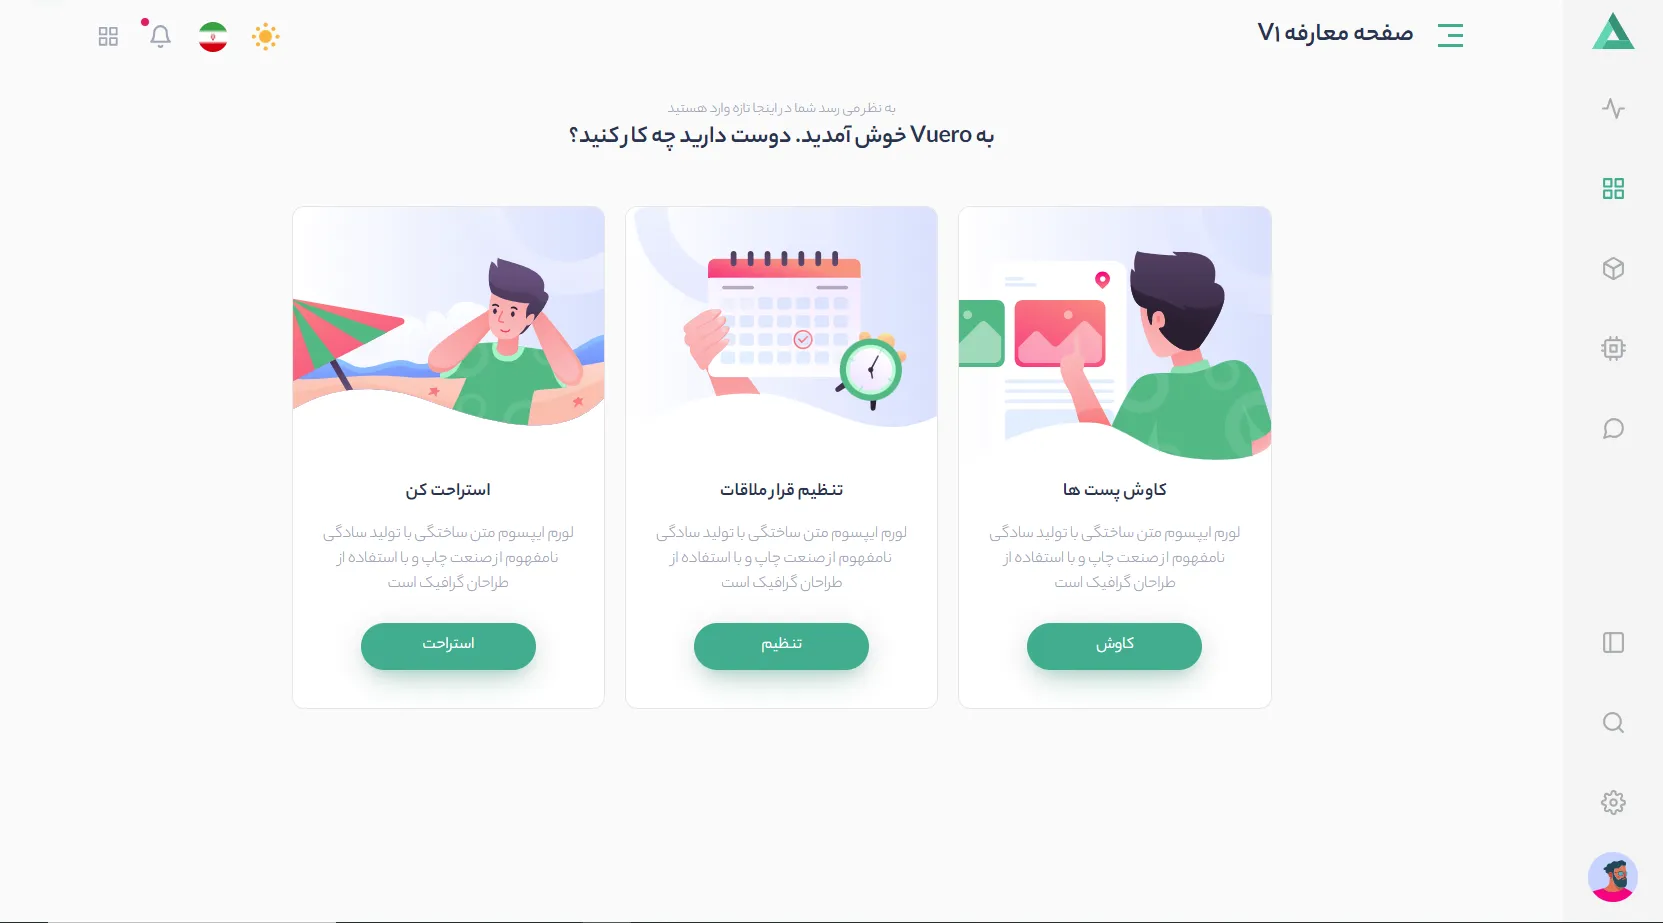 صفحه معارفه V۱
به نظر می رسد شما در اینجا تازه وارد هستید
به Vuero خوش آمدید. دوست دارید چه کار کنید؟
کاوش پست ها
لورم ایپسوم متن ساختگی با تولید سادگی
نامفهوم از صنعت چاپ و با استفاده از
طراحان گرافیک است
کاوش
تنظیم قرار ملاقات
لورم ایپسوم متن ساختگی با تولید سادگی
نامفهوم از صنعت چاپ و با استفاده از
طراحان گرافیک است
تنظیم
استراحت کن
لورم ایپسوم متن ساختگی با تولید سادگی
نامفهوم از صنعت چاپ و با استفاده از
طراحان گرافیک است
استراحت